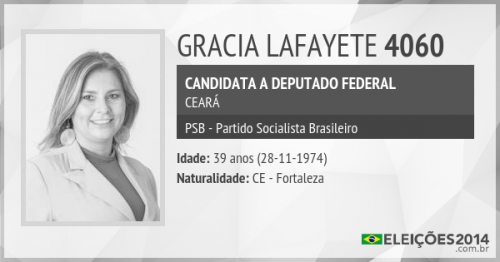 GRACIA LAFAYETE 4060
CANDIDATA A DEPUTADO FEDERAL
CEARÁ
PSB - Partido Socialista Brasileiro
Idade: 39 anos (28-11-1974)
Naturalidade: CE - Fortaleza
ELEIÇÕES2014
.com.br